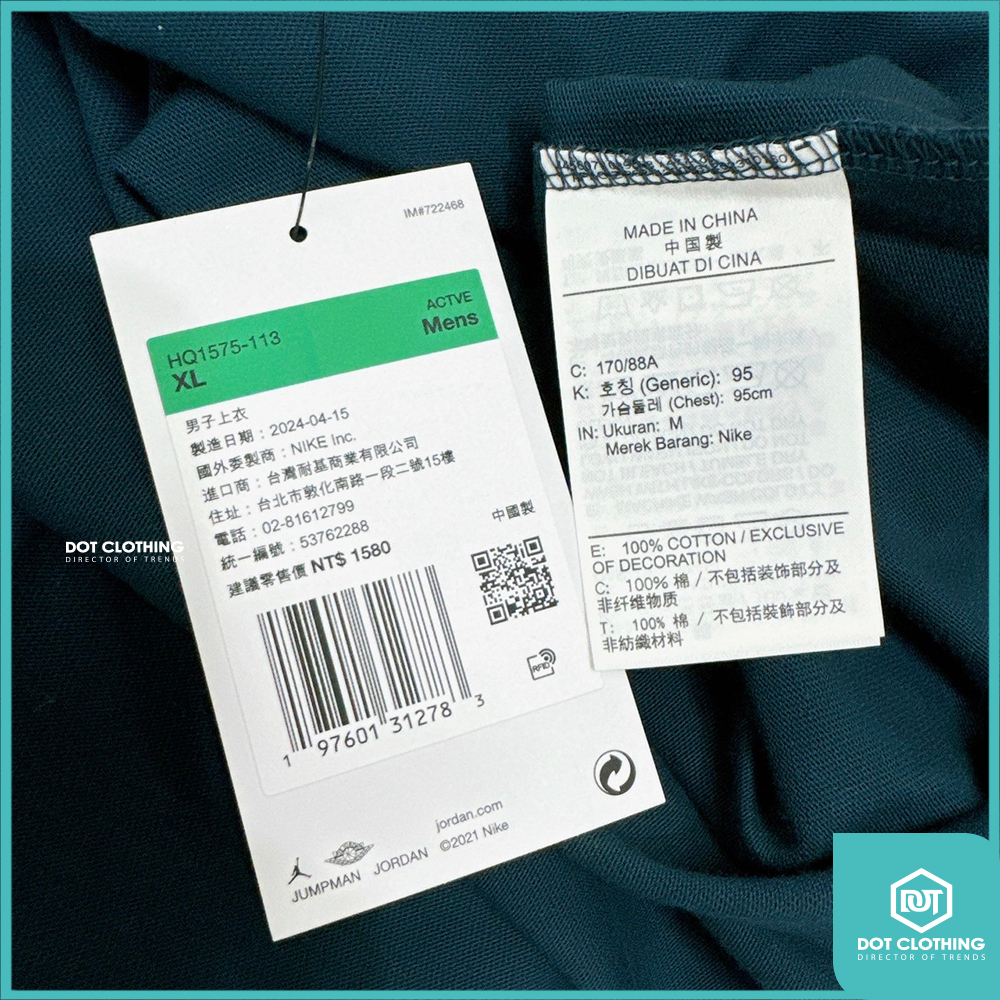 IM#722468
HQ1575-113
ACTVE
XL
Mens
男子上衣
製造日期：2024-04-15
國外委製商：NIKE Inc.
進口商：台灣耐基商業有限公司
住址：台北市敦化南路一段二號15樓
電話：02-81612799
統一編號：53762288
建議零售價 NT$ 1580
中國製
RFID
1 97601 31278 3
jordan.com
©2021 Nike
JUMPMAN JORDAN
MADE IN CHINA
中国製
DIBUAT DI CINA
C: 170/88A
K: 호칭 (Generic): 95
가슴둘레 (Chest): 95cm
IN: Ukuran: M
Merek Barang: Nike
E: 100% COTTON / EXCLUSIVE
OF DECORATION
C: 100% 棉 / 不包括装饰部分及
非纤维物质
T: 100% 棉 / 不包括裝飾部分及
非紡織材料
DOT CLOTHING
DIRECTOR OF TRENDS
DOT
DOT CLOTHING
DIRECTOR OF TRENDS